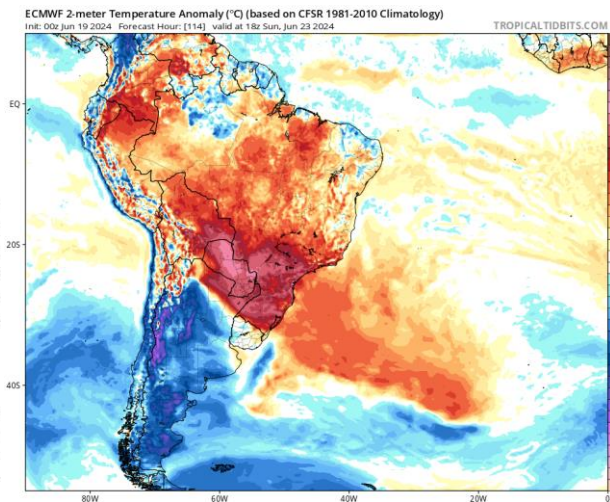 ECMWF 2-meter Temperature Anomaly (°C) (based on CFSR 1981-2010 Climatology)
Init: 00z Jun 19 2024 Forecast Hour: [114] valid at 18z Sun, Jun 23 2024 TROPICALTIDBITS.COM
EQ
20S
40S
80W 60W 40W 20W 0